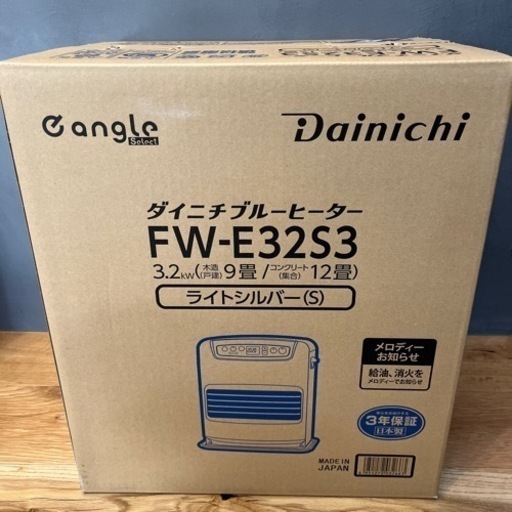 e angle
Select
Dainichi
ダイニチブルーヒーター
FW-E32S3
3.2kW(木造(戸建)9畳/コンクリート(集合)12畳)
ライトシルバー(S)
メロディー
お知らせ
給油、消火を
メロディーでお知らせ
3年保証
日本製
MADE IN
JAPAN